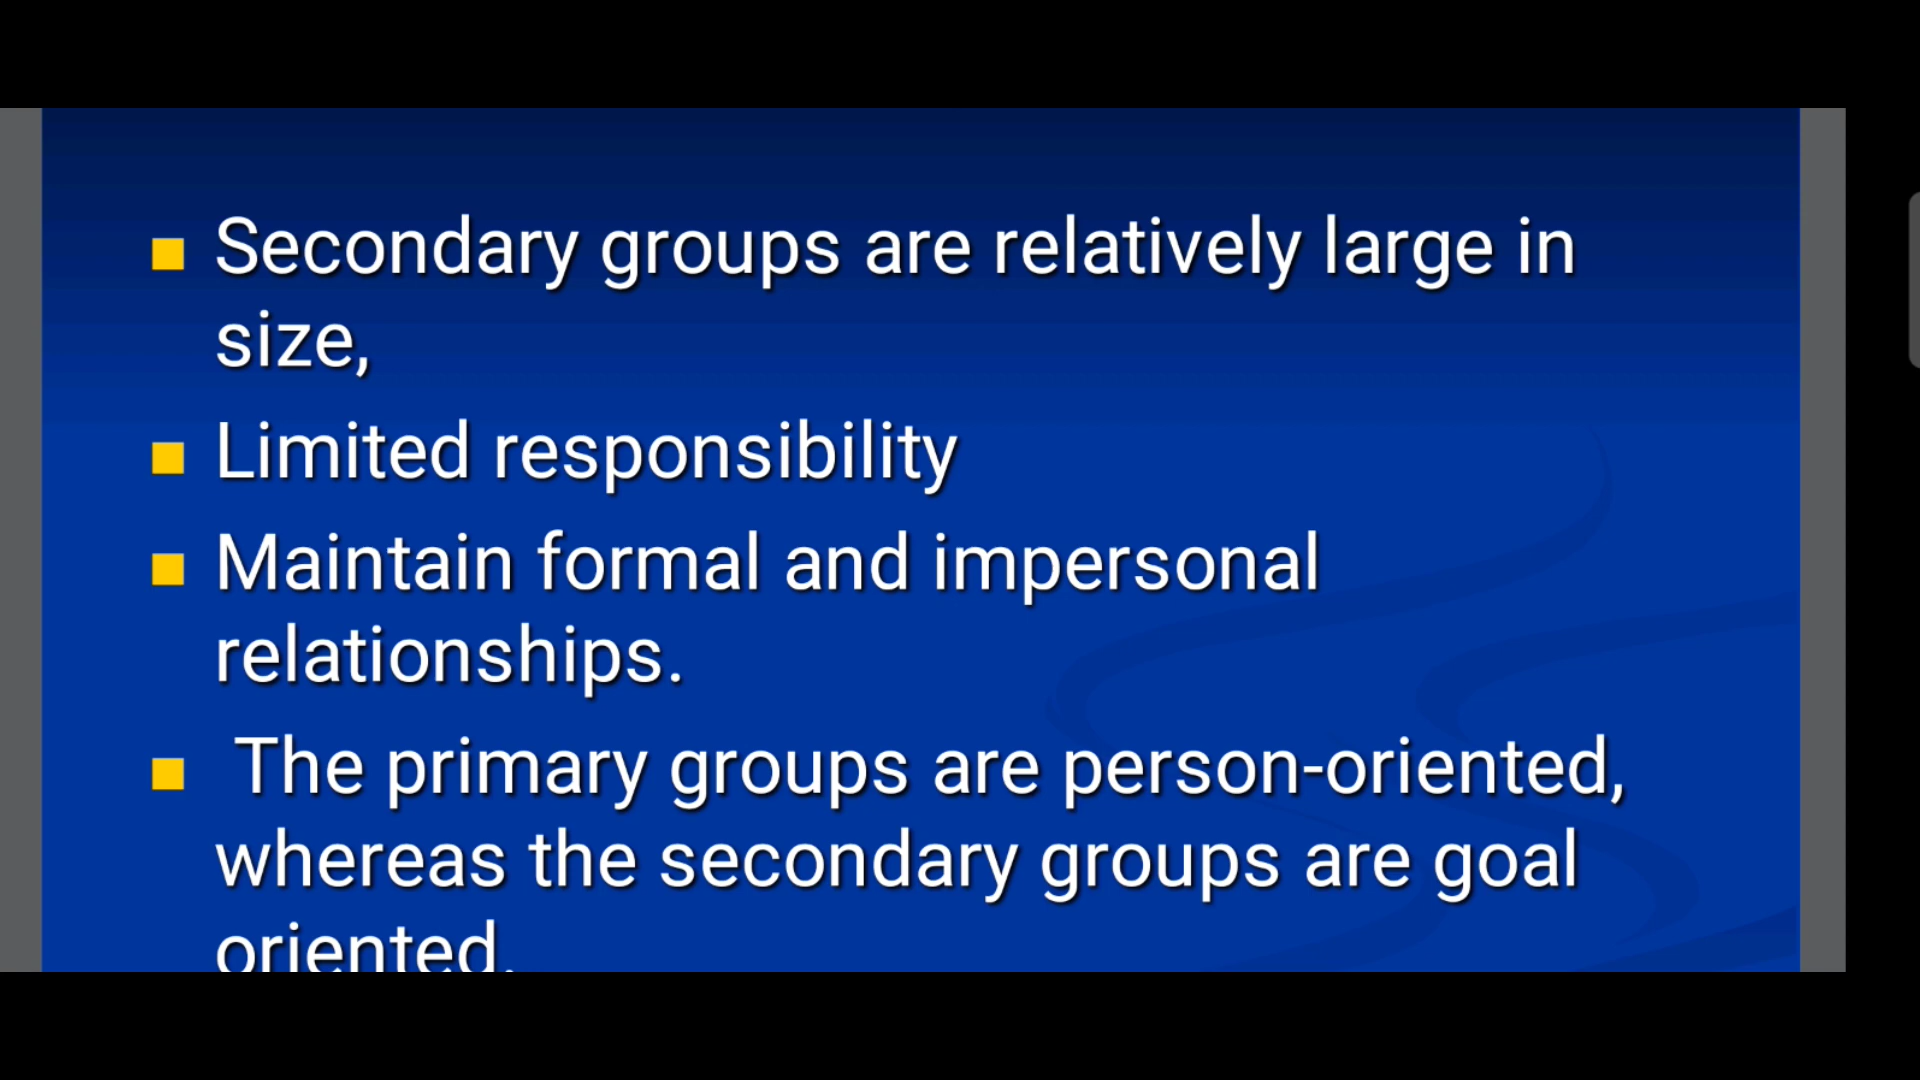 Secondary groups are relatively large in
size,
Limited responsibility
Maintain formal and impersonal
relationships.
The primary groups are person-oriented,
whereas the secondary groups are goal
oriented.